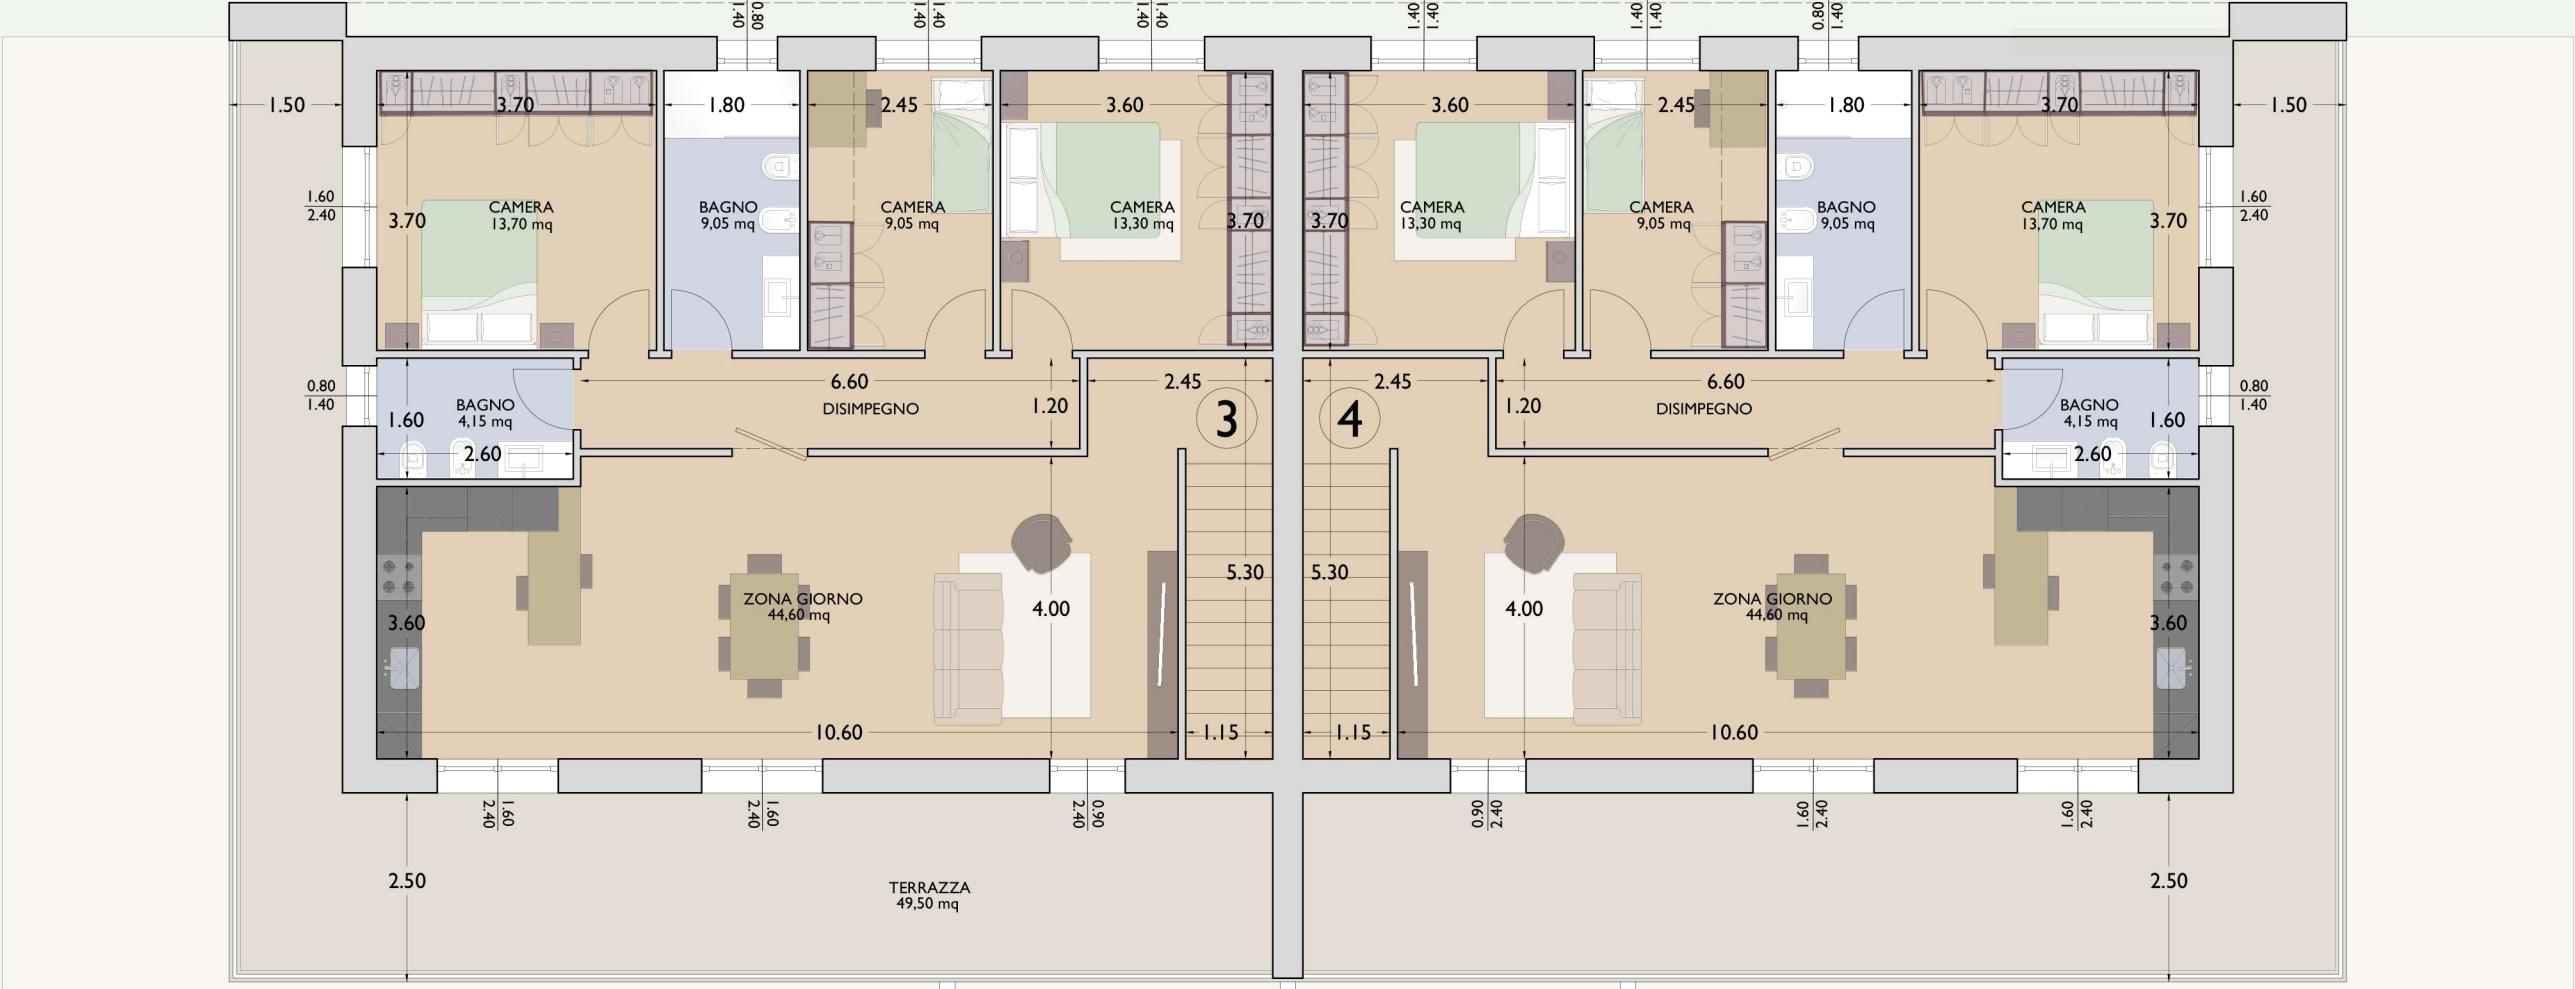 1.40
0.80
1.40
1.40
1.40
1.40
1.40
1.40
1.40
1.40
0.80
1.40
1.50
3.70
1.80
2.45
3.60
3.60
2.45
1.80
3.70
1.50
1.60
2.40
3.70
CAMERA
13,70 mq
BAGNO
9,05 mq
CAMERA
9,05 mq
CAMERA
13,30 mq
3.70
3.70
CAMERA
13,30 mq
CAMERA
9,05 mq
BAGNO
9,05 mq
CAMERA
13,70 mq
3.70
1.60
2.40
0.80
1.40
1.60
BAGNO
4,15 mq
2.60
6.60
DISIMPEGNO
1.20
2.45
3
4
2.45
1.20
6.60
DISIMPEGNO
BAGNO
4,15 mq
1.60
2.60
0.80
1.40
3.60
ZONA GIORNO
44,60 mq
4.00
5.30
5.30
4.00
ZONA GIORNO
44,60 mq
3.60
10.60
1.15
1.15
10.60
2.40
1.60
2.40
1.60
2.40
0.90
0.90
2.40
1.60
2.40
1.60
2.40
2.50
TERRAZZA
49,50 mq
2.50